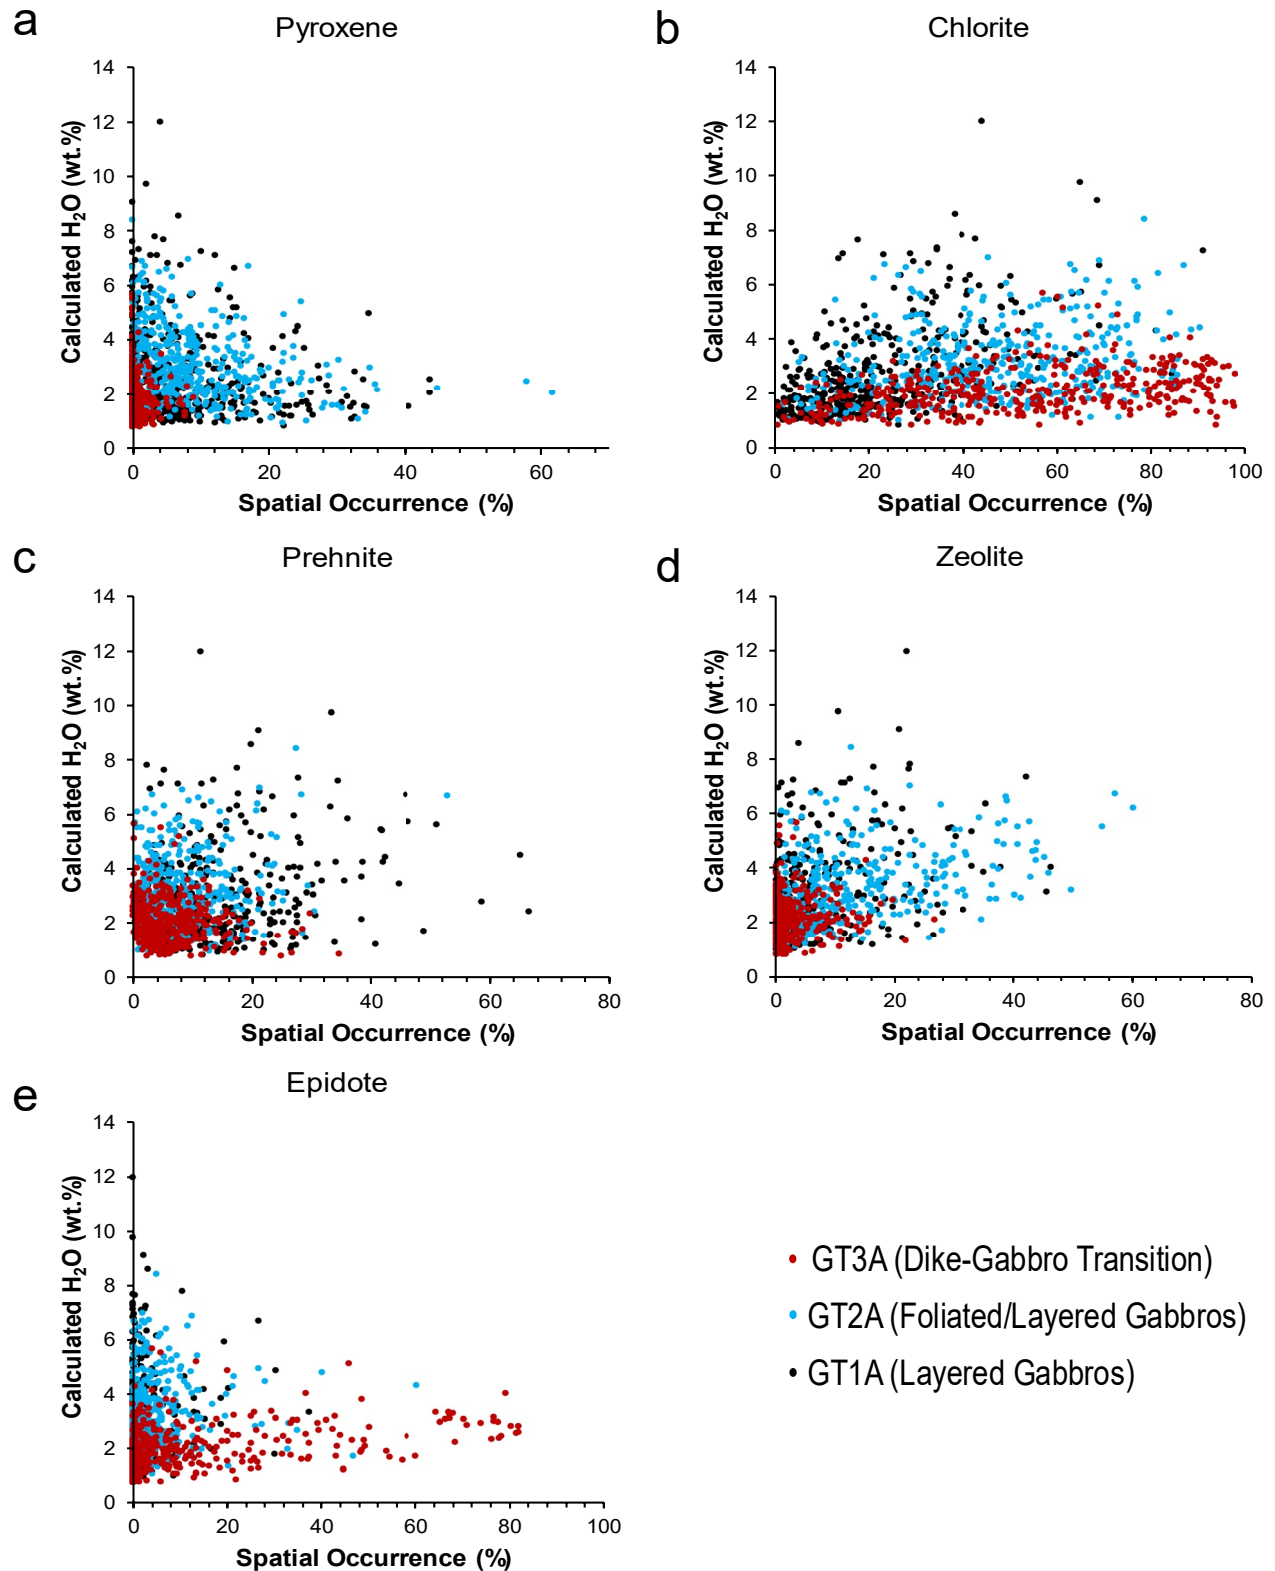 a
Pyroxene
Calculated H₂O (wt.%)
14
12
10
8
6
4
2
0
0 20 40 60
Spatial Occurrence (%)
b
Chlorite
Calculated H₂O (wt.%)
14
12
10
8
6
4
2
0
0 20 40 60 80 100
Spatial Occurrence (%)
c
Prehnite
Calculated H₂O (wt.%)
14
12
10
8
6
4
2
0
0 20 40 60 80
Spatial Occurrence (%)
d
Zeolite
Calculated H₂O (wt.%)
14
12
10
8
6
4
2
0
0 20 40 60 80
Spatial Occurrence (%)
e
Epidote
Calculated H₂O (wt.%)
14
12
10
8
6
4
2
0
0 20 40 60 80 100
Spatial Occurrence (%)
GT3A (Dike-Gabbro Transition)
GT2A (Foliated/Layered Gabbros)
GT1A (Layered Gabbros)